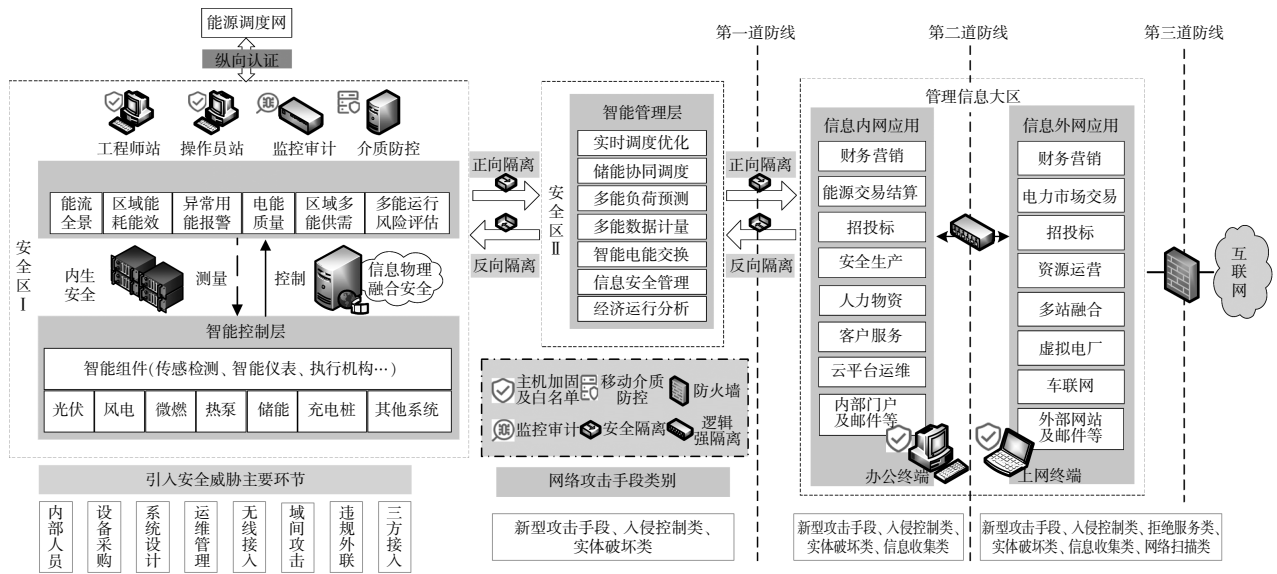 能源调度网
纵向认证
第一道防线
第二道防线
第三道防线
工程师站
操作员站
监控审计
介质防控
能流
全景
区域能
耗能效
异常用
能报警
电能
质量
区域多
能供需
多能运行
风险评估
安全区Ⅰ
内生
安全
测量
控制
信息物理
融合安全
智能控制层
智能组件(传感检测、智能仪表、执行机构…)
光伏
风电
微燃
热泵
储能
充电桩
其他系统
正向隔离
反向隔离
安全区Ⅱ
智能管理层
实时调度优化
储能协同调度
多能负荷预测
多能数据计量
智能电能交换
信息安全管理
经济运行分析
正向隔离
反向隔离
管理信息大区
信息内网应用
财务营销
能源交易结算
招投标
安全生产
人力物资
客户服务
云平台运维
内部门户
及邮件等
办公终端
信息外网应用
财务营销
电力市场交易
招投标
资源运营
多站融合
虚拟电厂
车联网
外部网站
及邮件等
上网终端
互联网
主机加固
及白名单
移动介质
防控
防火墙
监控审计
安全隔离
逻辑
强隔离
引入安全威胁主要环节
内部人员
设备采购
系统设计
运维管理
无线接入
域间攻击
违规外联
三方接入
网络攻击手段类别
新型攻击手段、入侵控制类、
实体破坏类
新型攻击手段、入侵控制类、
实体破坏类、信息收集类
新型攻击手段、入侵控制类、拒绝服务类、
实体破坏类、信息收集类、网络扫描类